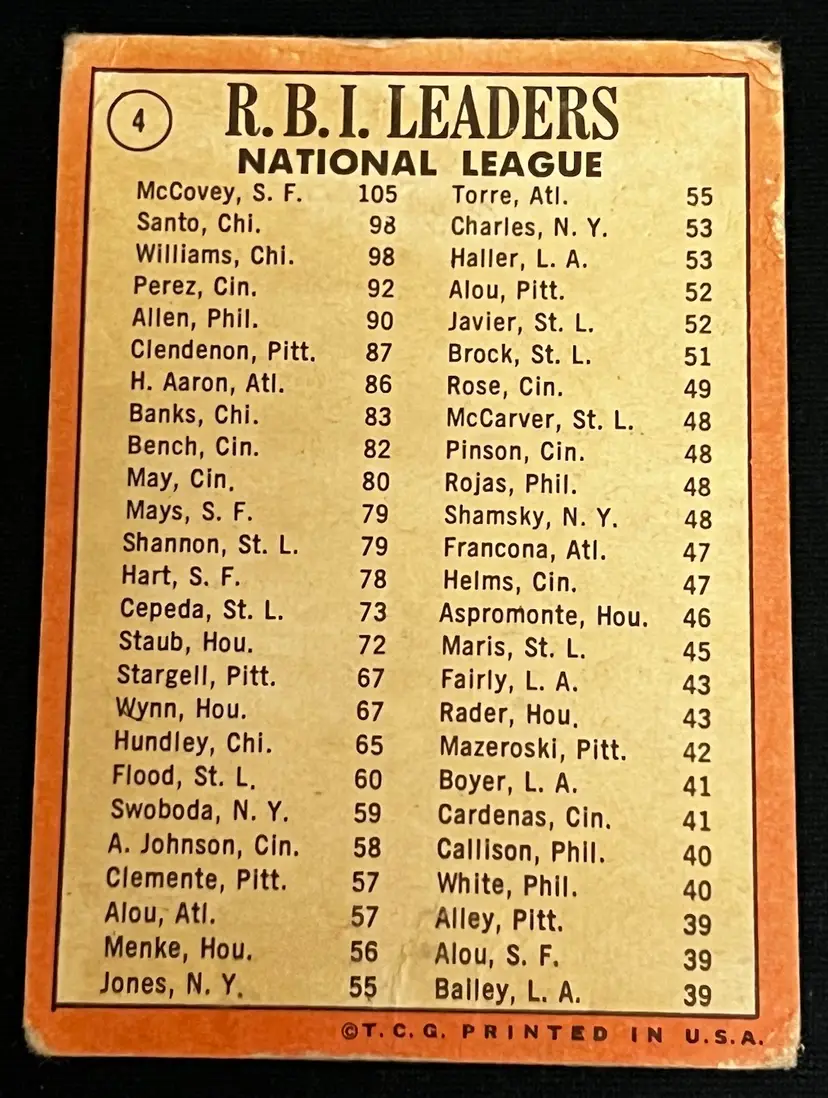 4
R.B.I. LEADERS
NATIONAL LEAGUE
McCovey, S. F. 105
Santo, Chi. 98
Williams, Chi. 98
Perez, Cin. 92
Allen, Phil. 90
Clendenon, Pitt. 87
H. Aaron, Atl. 86
Banks, Chi. 83
Bench, Cin. 82
May, Cin. 80
Mays, S. F. 79
Shannon, St. L. 79
Hart, S. F. 78
Cepeda, St. L. 73
Staub, Hou. 72
Stargell, Pitt. 67
Wynn, Hou. 67
Hundley, Chi. 65
Flood, St. L. 60
Swoboda, N. Y. 59
A. Johnson, Cin. 58
Clemente, Pitt. 57
Alou, Atl. 57
Menke, Hou. 56
Jones, N. Y. 55
Torre, Atl. 55
Charles, N. Y. 53
Haller, L. A. 53
Alou, Pitt. 52
Javier, St. L. 52
Brock, St. L. 51
Rose, Cin. 49
McCarver, St. L. 48
Pinson, Cin. 48
Rojas, Phil. 48
Shamsky, N. Y. 48
Francona, Atl. 47
Helms, Cin. 47
Aspromonte, Hou. 46
Maris, St. L. 45
Fairly, L. A. 43
Rader, Hou. 43
Mazeroski, Pitt. 42
Boyer, L. A. 41
Cardenas, Cin. 41
Callison, Phil. 40
White, Phil. 40
Alley, Pitt. 39
Alou, S. F. 39
Bailey, L. A. 39
©T.C.G. PRINTED IN U.S.A.